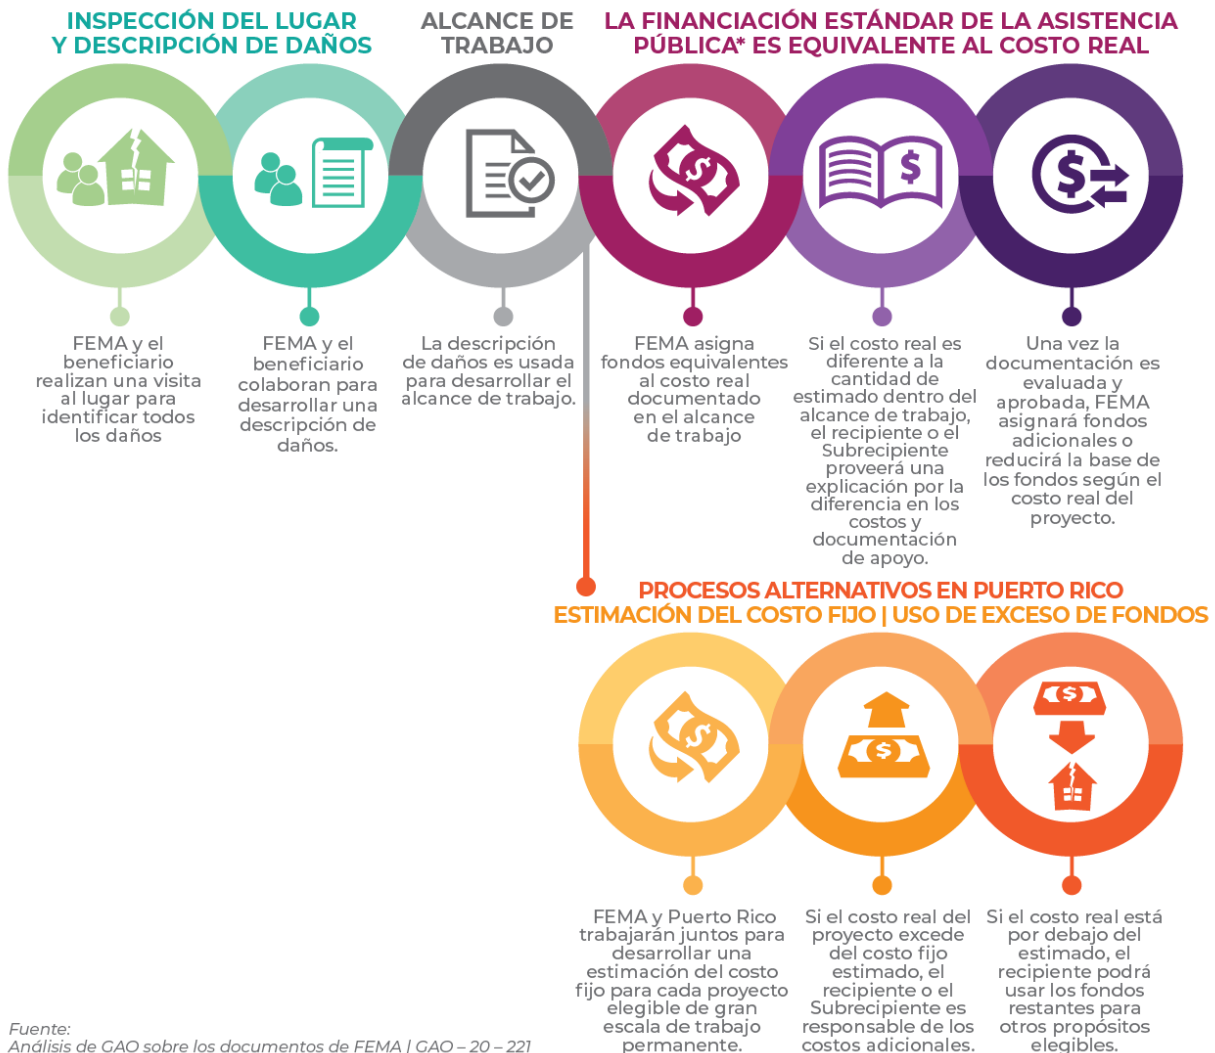 INSPECCIÓN DEL LUGAR
Y DESCRIPCIÓN DE DAÑOS
ALCANCE DE
TRABAJO
LA FINANCIACIÓN ESTÁNDAR DE LA ASISTENCIA
PÚBLICA* ES EQUIVALENTE AL COSTO REAL
FEMA y el
beneficiario
realizan una visita
al lugar para
identificar todos
los daños
FEMA y el
beneficiario
colaboran para
desarrollar una
descripción de
daños.
La descripción
de daños es usada
para desarrollar el
alcance de trabajo.
FEMA asigna
fondos equivalentes
al costo real
documentado
en el alcance
de trabajo
Si el costo real es
diferente a la
cantidad de
estimado dentro del
alcance de trabajo,
el recipiente o el
Subrecipiente
proveerá una
explicación por la
diferencia en los
costos y
documentación
de apoyo.
Una vez la
documentación es
evaluada y
aprobada, FEMA
asignará fondos
adicionales o
reducirá la base de
los fondos según el
costo real del
proyecto.
PROCESOS ALTERNATIVOS EN PUERTO RICO
ESTIMACIÓN DEL COSTO FIJO | USO DE EXCESO DE FONDOS
FEMA y Puerto Rico
trabajarán juntos para
desarrollar una
estimación del costo
fijo para cada proyecto
elegible de gran
escala de trabajo
permanente.
Si el costo real del
proyecto excede
del costo fijo
estimado, el
recipiente o el
Subrecipiente es
responsable de los
costos adicionales.
Si el costo real está
por debajo del
estimado, el
recipiente podrá
usar los fondos
restantes para
otros propósitos
elegibles.
Fuente:
Análisis de GAO sobre los documentos de FEMA | GAO – 20 – 221